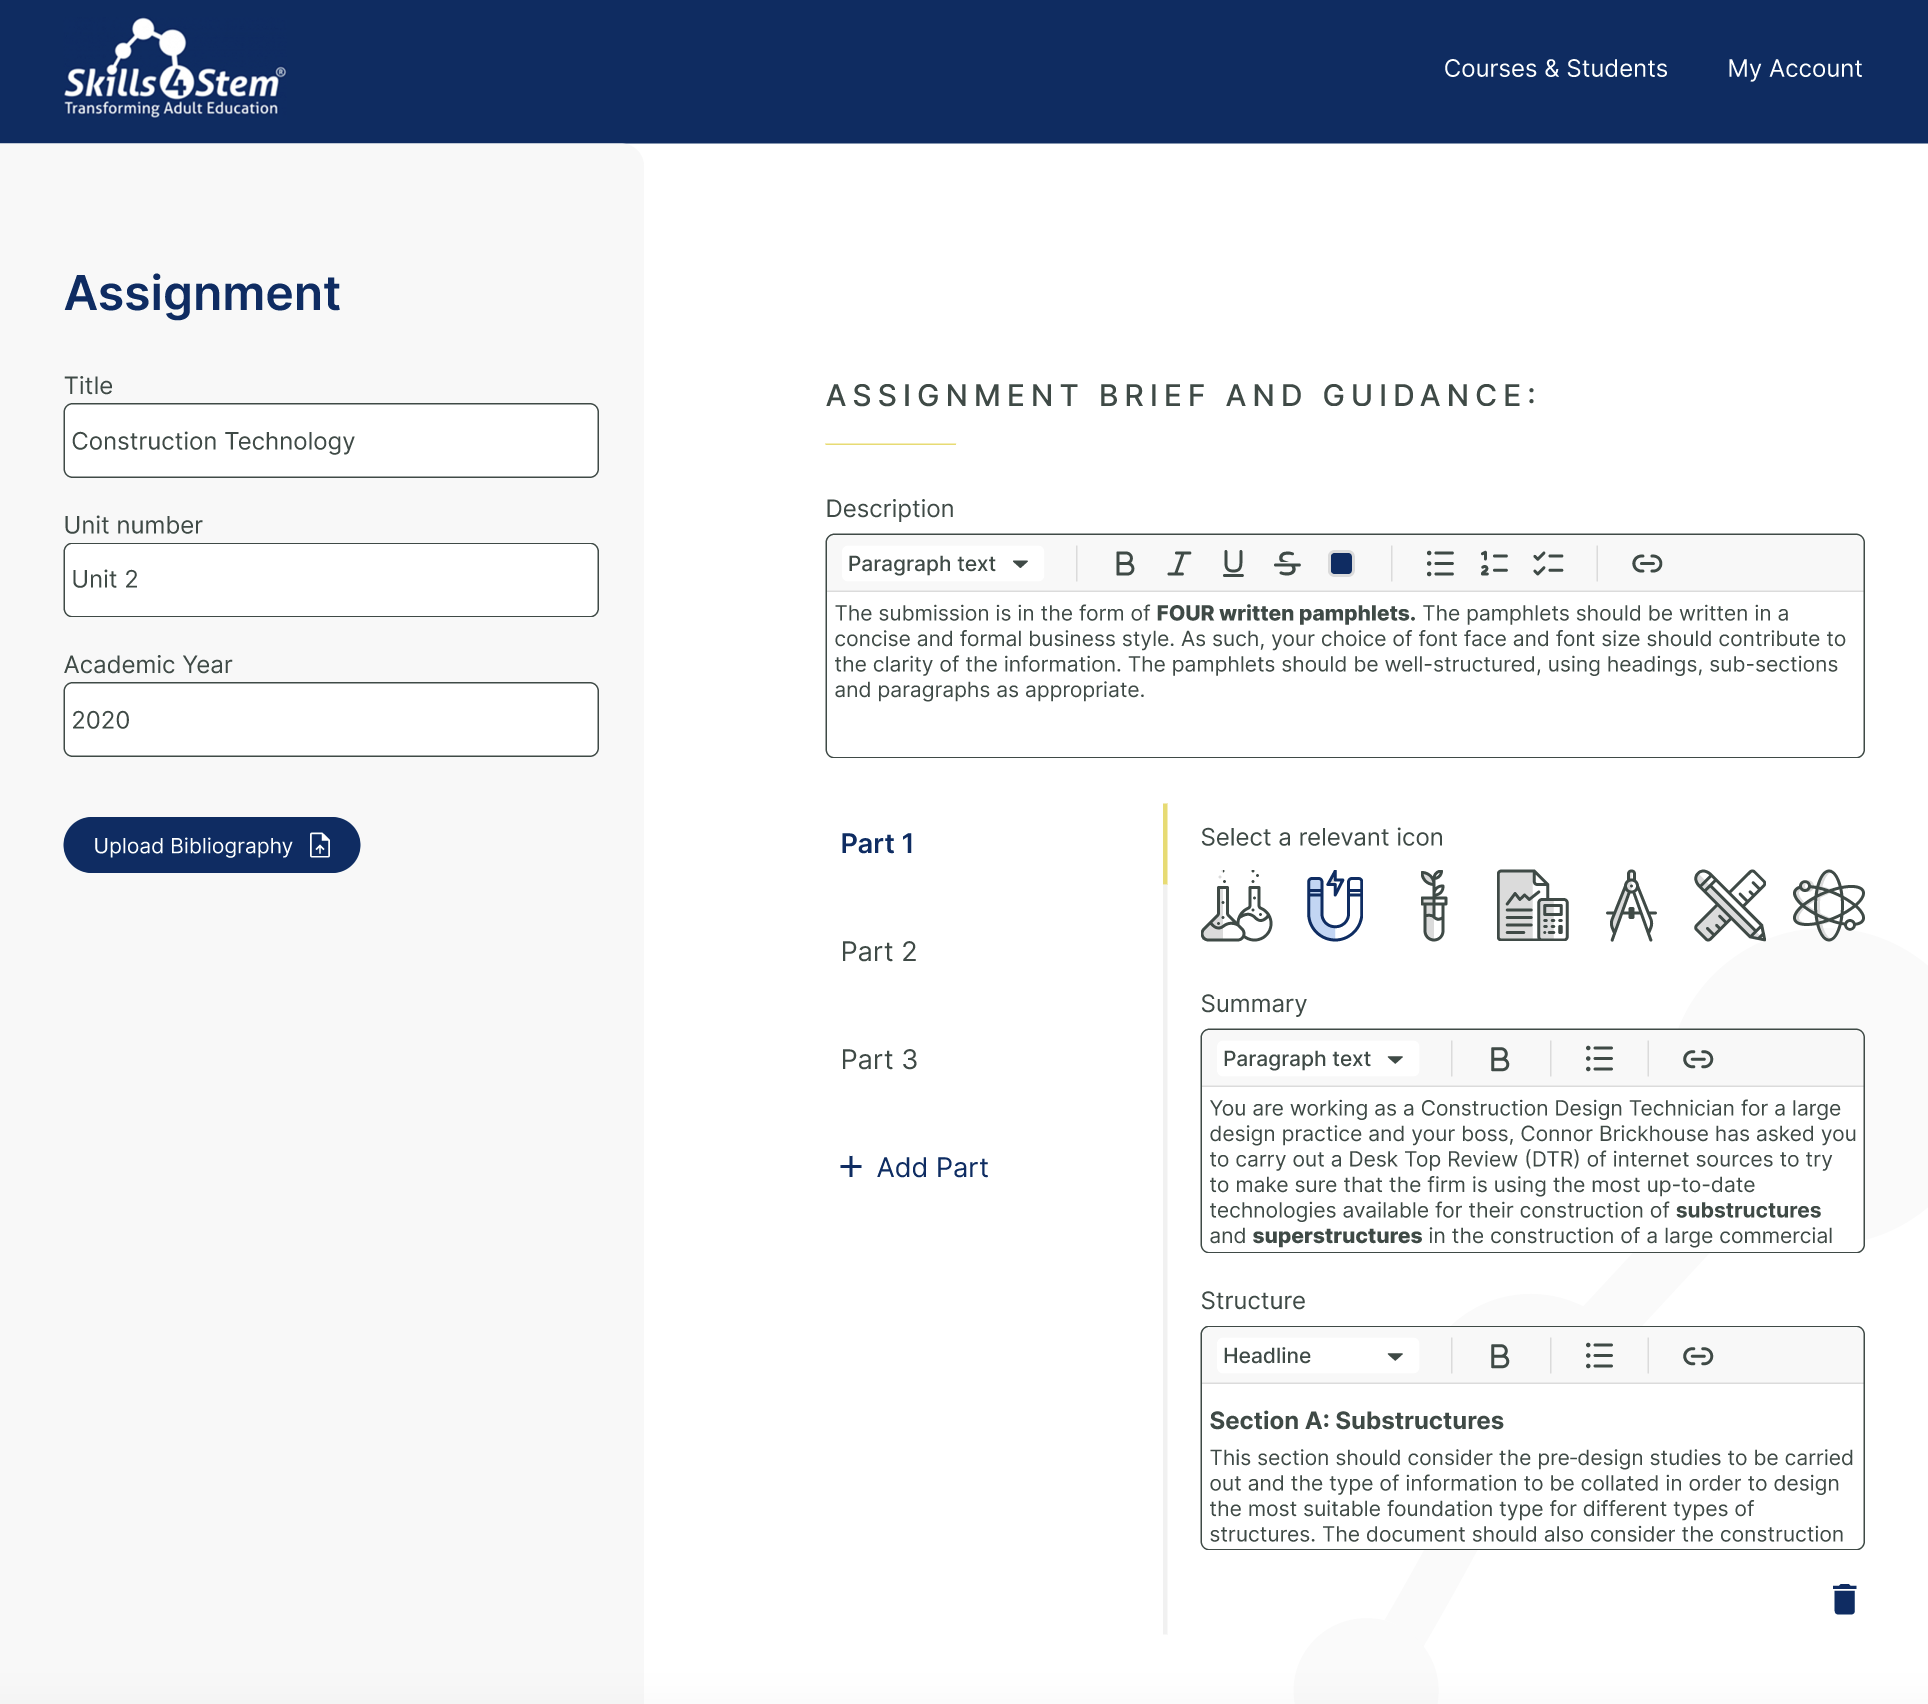 Skills4Stem®
Transforming Adult Education
Courses & Students
My Account
Assignment
Title
Construction Technology
Unit number
Unit 2
Academic Year
2020
Upload Bibliography
ASSIGNMENT BRIEF AND GUIDANCE:
Description
Paragraph text
B I U S
The submission is in the form of FOUR written pamphlets. The pamphlets should be written in a
concise and formal business style. As such, your choice of font face and font size should contribute to
the clarity of the information. The pamphlets should be well-structured, using headings, sub-sections
and paragraphs as appropriate.
Part 1
Part 2
Part 3
+ Add Part
Select a relevant icon
Summary
Paragraph text
B
You are working as a Construction Design Technician for a large
design practice and your boss, Connor Brickhouse has asked you
to carry out a Desk Top Review (DTR) of internet sources to try
to make sure that the firm is using the most up-to-date
technologies available for their construction of substructures
and superstructures in the construction of a large commercial
Structure
Headline
B
Section A: Substructures
This section should consider the pre-design studies to be carried
out and the type of information to be collated in order to design
the most suitable foundation type for different types of
structures. The document should also consider the construction